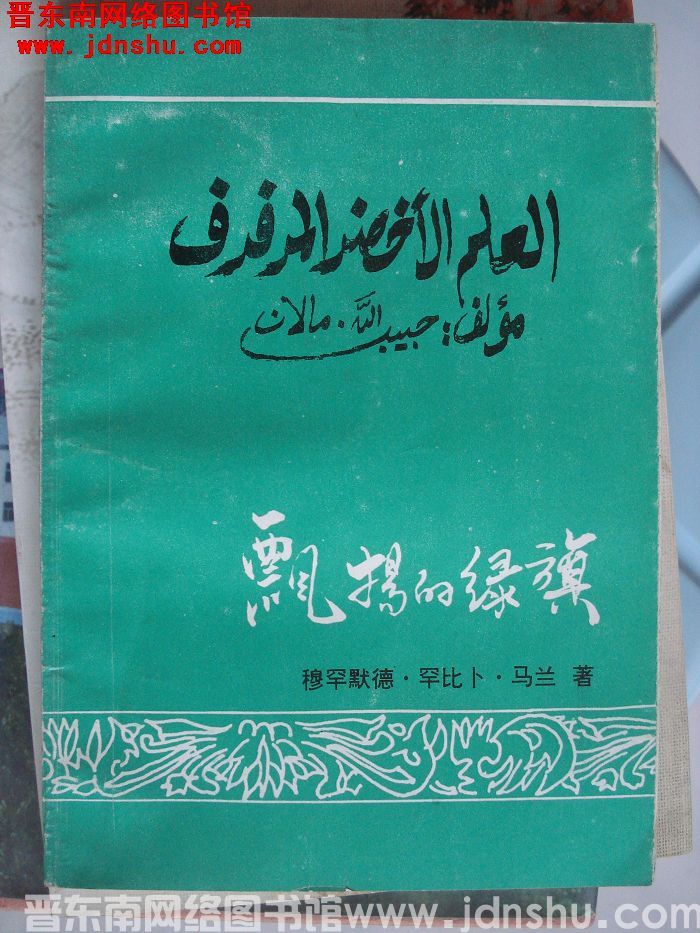 晋东南网络图书馆
www.jdnshu.com
العلم الأخضر المرفرف
مؤلف: حبيب الله. مالان
飘扬的绿旗
穆罕默德·罕比卜·马兰 著
晋东南网络图书馆www.jdnshu.com